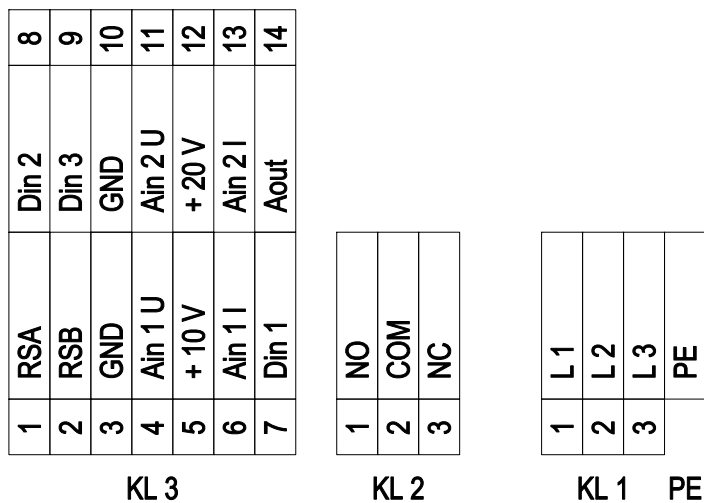 8 9 10 11 12 13 14
Din 2 Din 3 GND Ain 2 U + 20 V Ain 2 I Aout
RSA RSB GND Ain 1 U + 10 V Ain 1 I Din 1
1 2 3 4 5 6 7
KL 3
NO COM NC
1 2 3
KL 2
L 1 L 2 L 3 PE
1 2 3
KL 1 PE